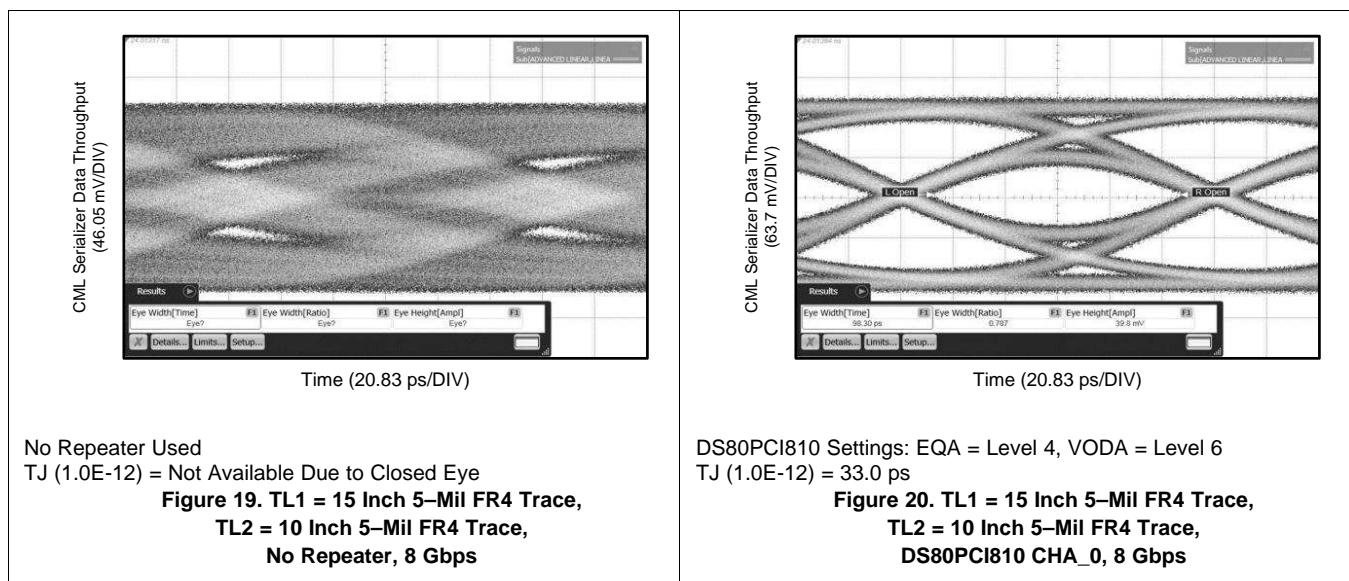 24.01317 ns
Signals
Sub[ADVANCED LINEAR,LINEA
CML Serializer Data Throughput
(46.05 mV/DIV)
Results
Eye Width[Time] F1 Eye Width[Ratio] F1 Eye Height[Ampl] F1
Eye? Eye? Eye?
Details... Limits... Setup...
Time (20.83 ps/DIV)
No Repeater Used
TJ (1.0E-12) = Not Available Due to Closed Eye
Figure 19. TL1 = 15 Inch 5–Mil FR4 Trace,
TL2 = 10 Inch 5–Mil FR4 Trace,
No Repeater, 8 Gbps
Signals
Sub[ADVANCED LINEAR,LINEA
CML Serializer Data Throughput
(63.7 mV/DIV)
L Open
R Open
Results
Eye Width[Time] F1 Eye Width[Ratio] F1 Eye Height[Ampl] F1
98.30 ps 0.787 39.8 mV
Details... Limits... Setup...
Time (20.83 ps/DIV)
DS80PCI810 Settings: EQA = Level 4, VODA = Level 6
TJ (1.0E-12) = 33.0 ps
Figure 20. TL1 = 15 Inch 5–Mil FR4 Trace,
TL2 = 10 Inch 5–Mil FR4 Trace,
DS80PCI810 CHA_0, 8 Gbps